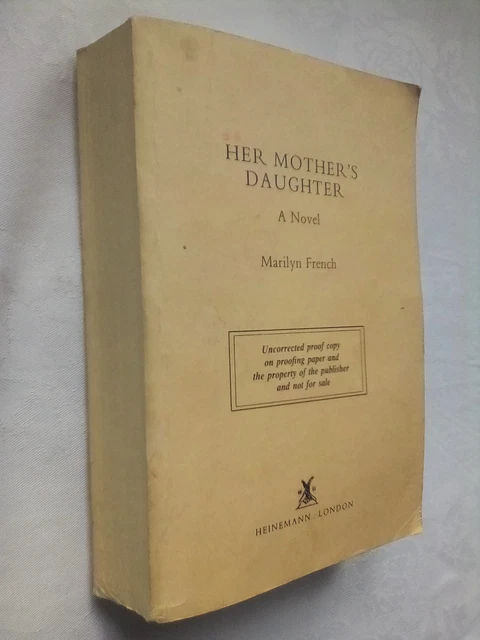 HER MOTHER'S
DAUGHTER
A Novel
Marilyn French
Uncorrected proof copy
on proofing paper and
the property of the publisher
and not for sale
HEINEMANN · LONDON